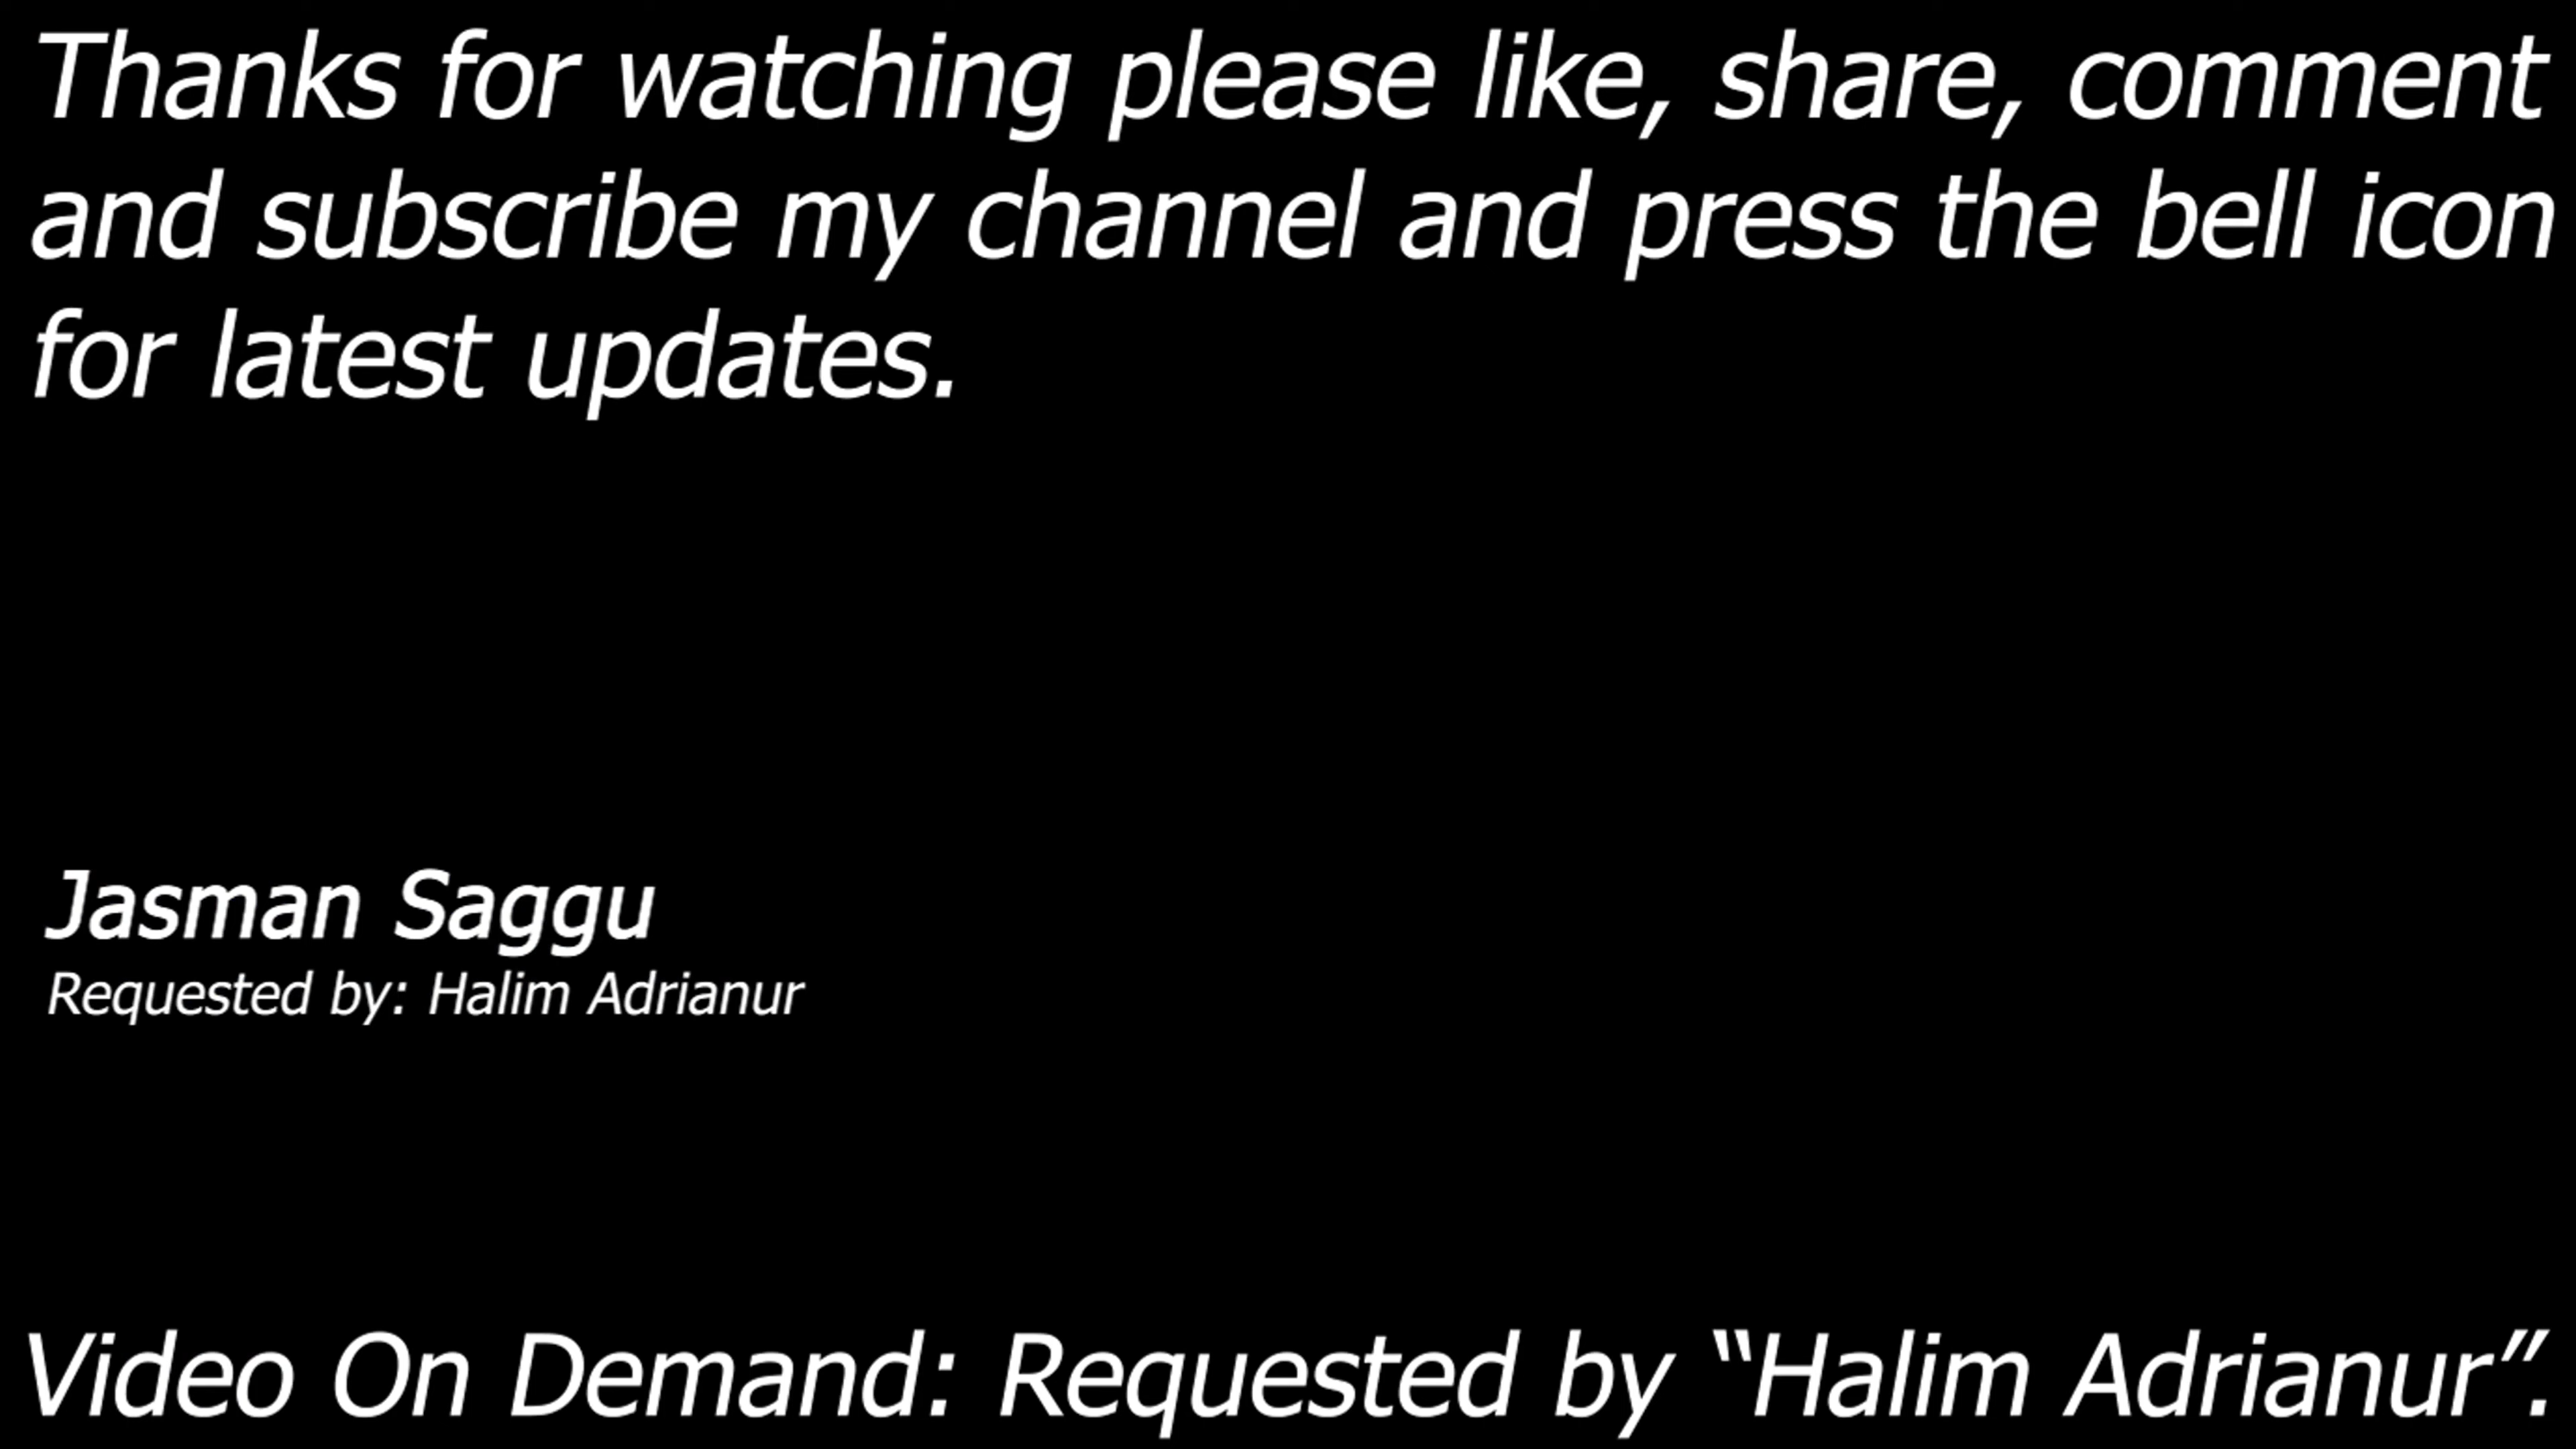 Thanks for watching please like, share, comment
and subscribe my channel and press the bell icon
for latest updates.
Jasman Saggu
Requested by: Halim Adrianur
Video On Demand: Requested by “Halim Adrianur”.